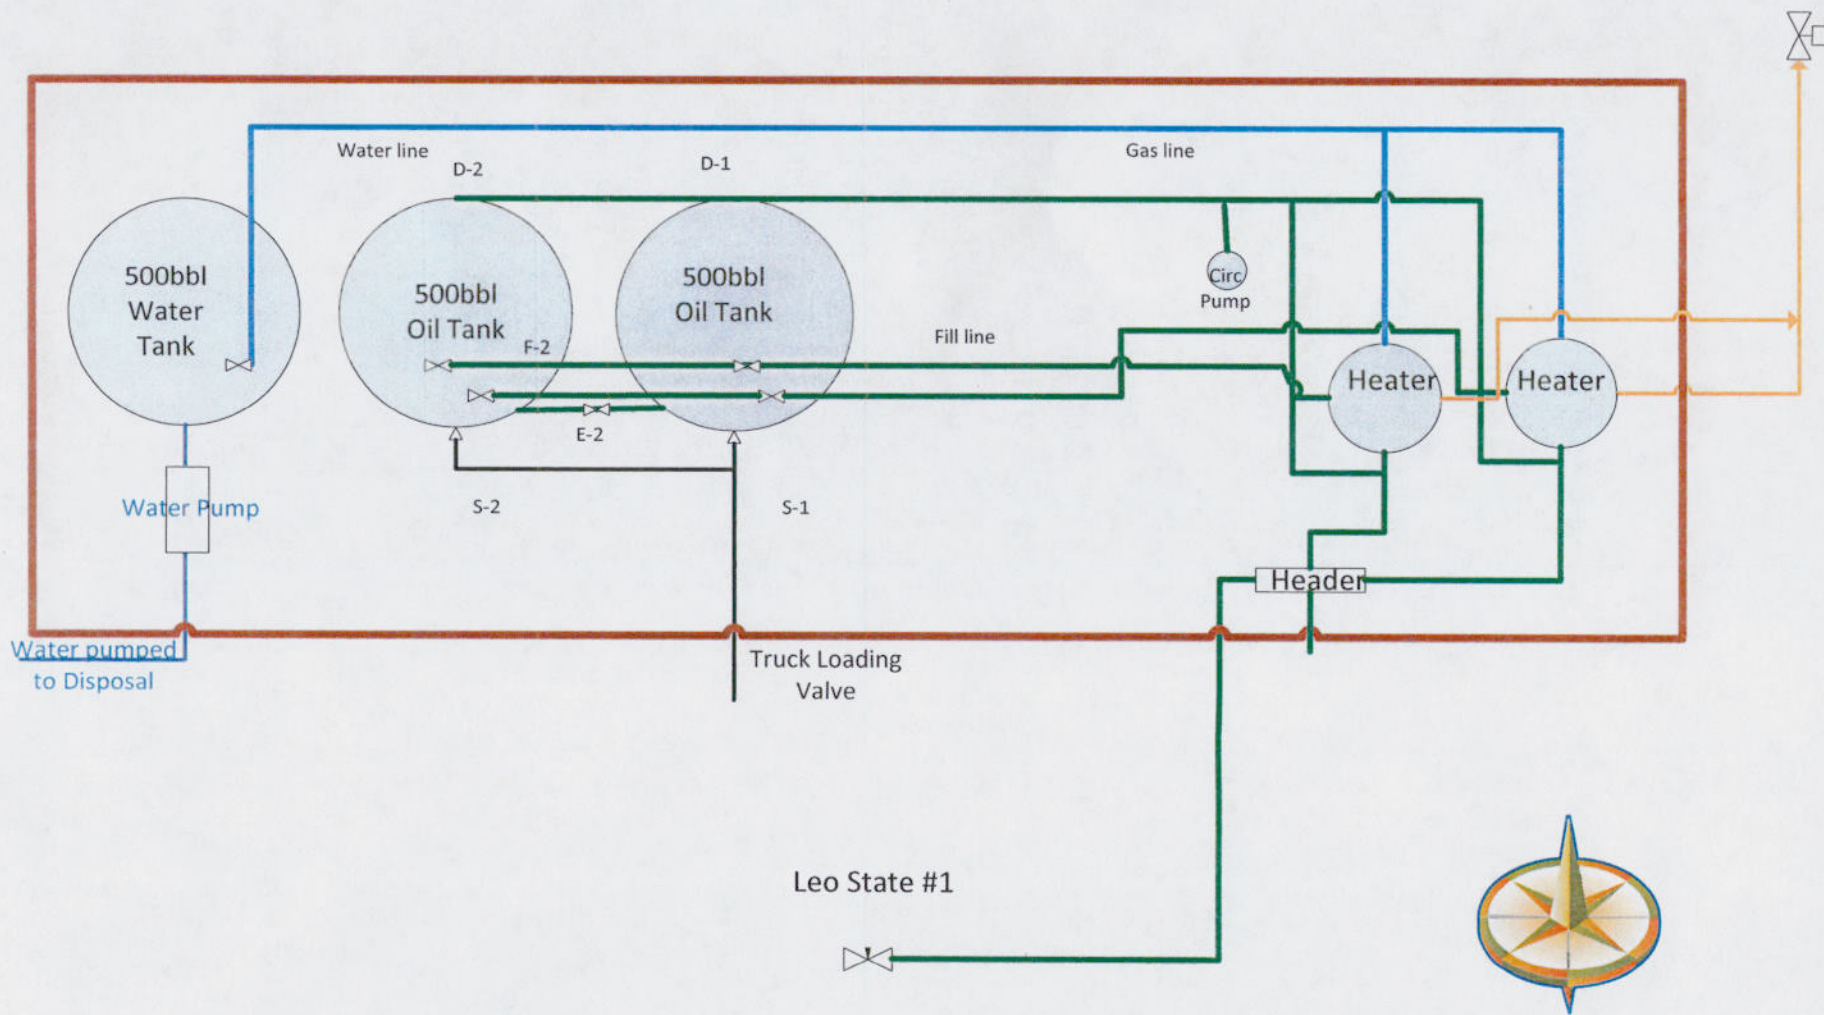 Water line
Gas line
D-2
D-1
500bbl
Water
Tank
500bbl
Oil Tank
500bbl
Oil Tank
Circ
Pump
F-2
Fill line
Heater
Heater
E-2
Water Pump
S-2
S-1
Header
Water pumped
to Disposal
Truck Loading
Valve
Leo State #1